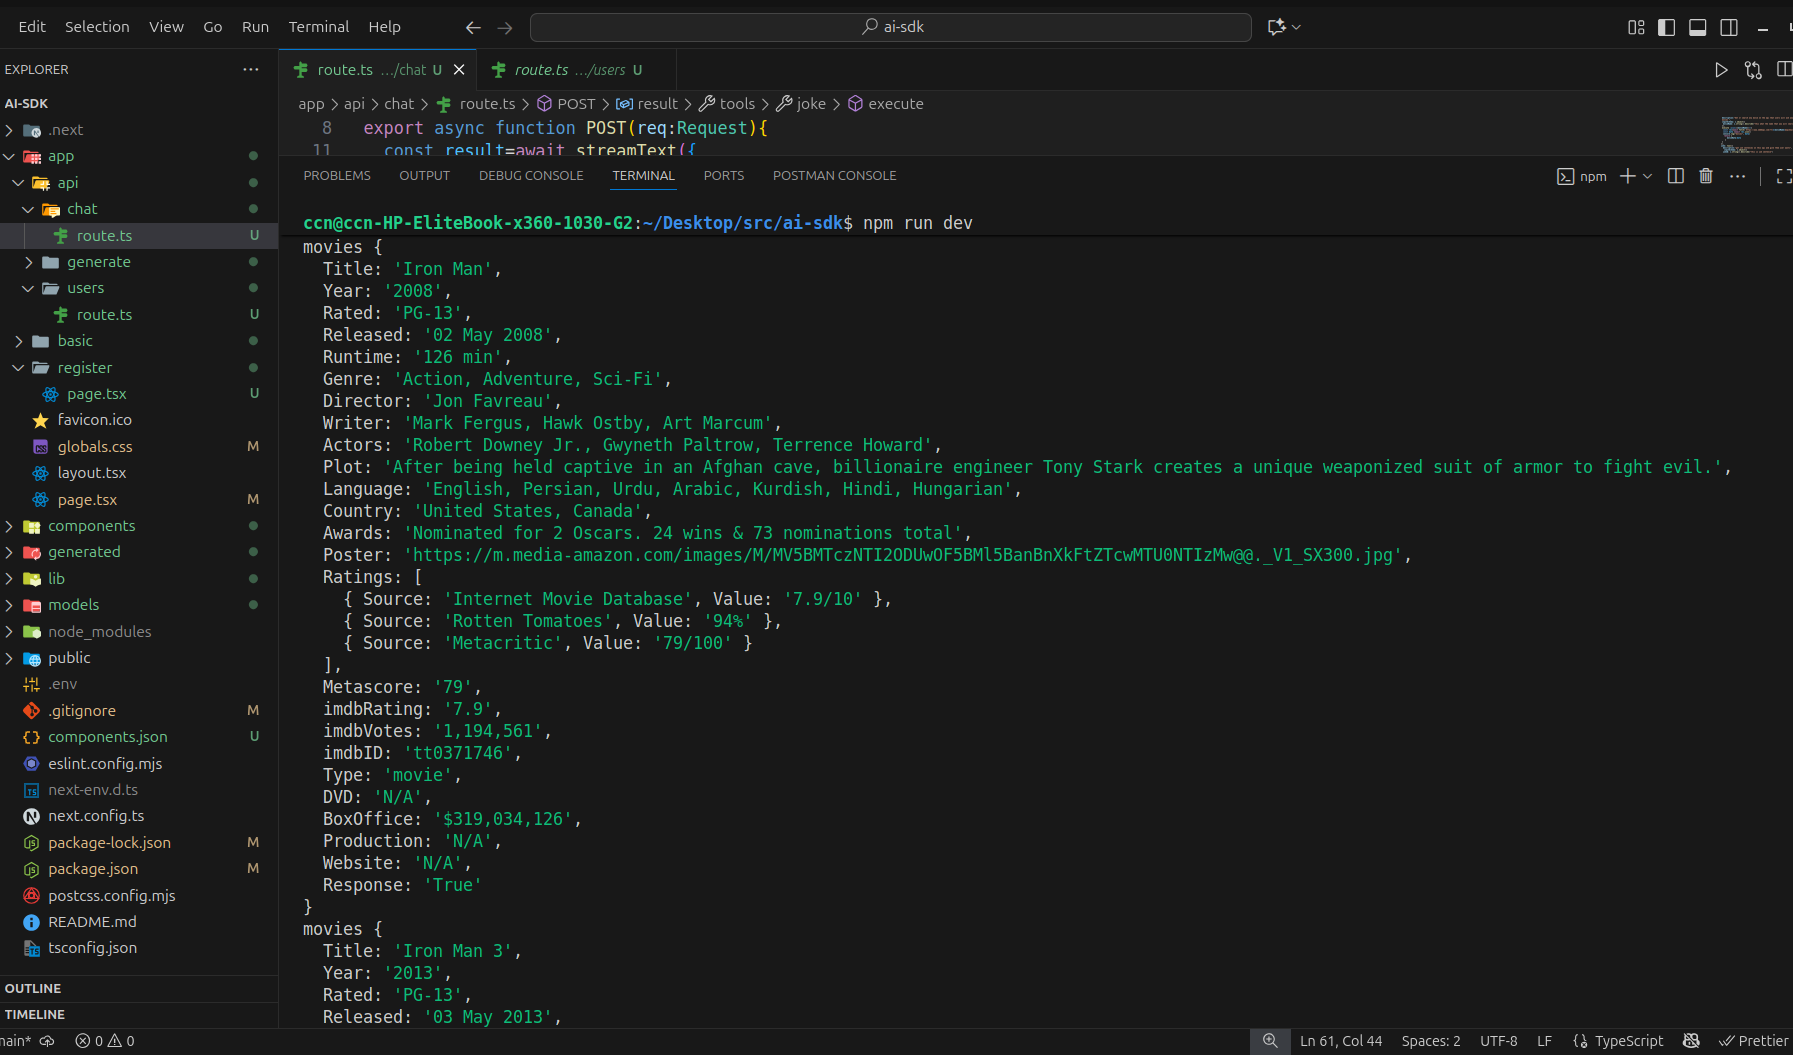 Edit Selection View Go Run Terminal Help ai-sdk
EXPLORER
AI-SDK
.next
app
api
chat
route.ts U
generate
users
route.ts U
basic
register
page.tsx U
favicon.ico
globals.css M
layout.tsx
page.tsx M
components
generated
lib
models
node_modules
public
.env
.gitignore M
components.json U
eslint.config.mjs
next-env.d.ts
next.config.ts
package-lock.json M
package.json M
postcss.config.mjs
README.md
tsconfig.json
OUTLINE
TIMELINE
route.ts .../chat U route.ts .../users U
app > api > chat > route.ts > POST > result > tools > joke > execute
8 export async function POST(req:Request){
11 const result=await streamText({
PROBLEMS OUTPUT DEBUG CONSOLE TERMINAL PORTS POSTMAN CONSOLE npm
ccn@ccn-HP-EliteBook-x360-1030-G2:~/Desktop/src/ai-sdk$ npm run dev
movies {
Title: 'Iron Man',
Year: '2008',
Rated: 'PG-13',
Released: '02 May 2008',
Runtime: '126 min',
Genre: 'Action, Adventure, Sci-Fi',
Director: 'Jon Favreau',
Writer: 'Mark Fergus, Hawk Ostby, Art Marcum',
Actors: 'Robert Downey Jr., Gwyneth Paltrow, Terrence Howard',
Plot: 'After being held captive in an Afghan cave, billionaire engineer Tony Stark creates a unique weaponized suit of armor to fight evil.',
Language: 'English, Persian, Urdu, Arabic, Kurdish, Hindi, Hungarian',
Country: 'United States, Canada',
Awards: 'Nominated for 2 Oscars. 24 wins & 73 nominations total',
Poster: 'https://m.media-amazon.com/images/M/MV5BMTczNTI2ODUwOF5BMl5BanBnXkFtZTcwMTU0NTIzMw@@._V1_SX300.jpg',
Ratings: [
{ Source: 'Internet Movie Database', Value: '7.9/10' },
{ Source: 'Rotten Tomatoes', Value: '94%' },
{ Source: 'Metacritic', Value: '79/100' }
],
Metascore: '79',
imdbRating: '7.9',
imdbVotes: '1,194,561',
imdbID: 'tt0371746',
Type: 'movie',
DVD: 'N/A',
BoxOffice: '$319,034,126',
Production: 'N/A',
Website: 'N/A',
Response: 'True'
}
movies {
Title: 'Iron Man 3',
Year: '2013',
Rated: 'PG-13',
Released: '03 May 2013',
main* 0 0 Ln 61, Col 44 Spaces: 2 UTF-8 LF TypeScript Prettier